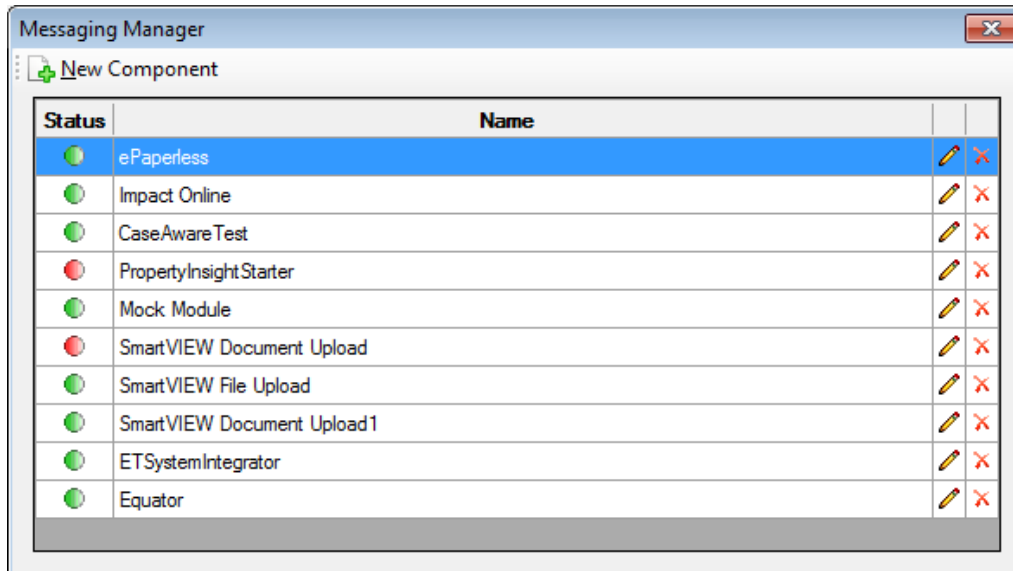 Messaging Manager
New Component
Status Name
ePaperless
Impact Online
CaseAwareTest
PropertyInsightStarter
Mock Module
SmartVIEW Document Upload
SmartVIEW File Upload
SmartVIEW Document Upload1
ETSystemIntegrator
Equator